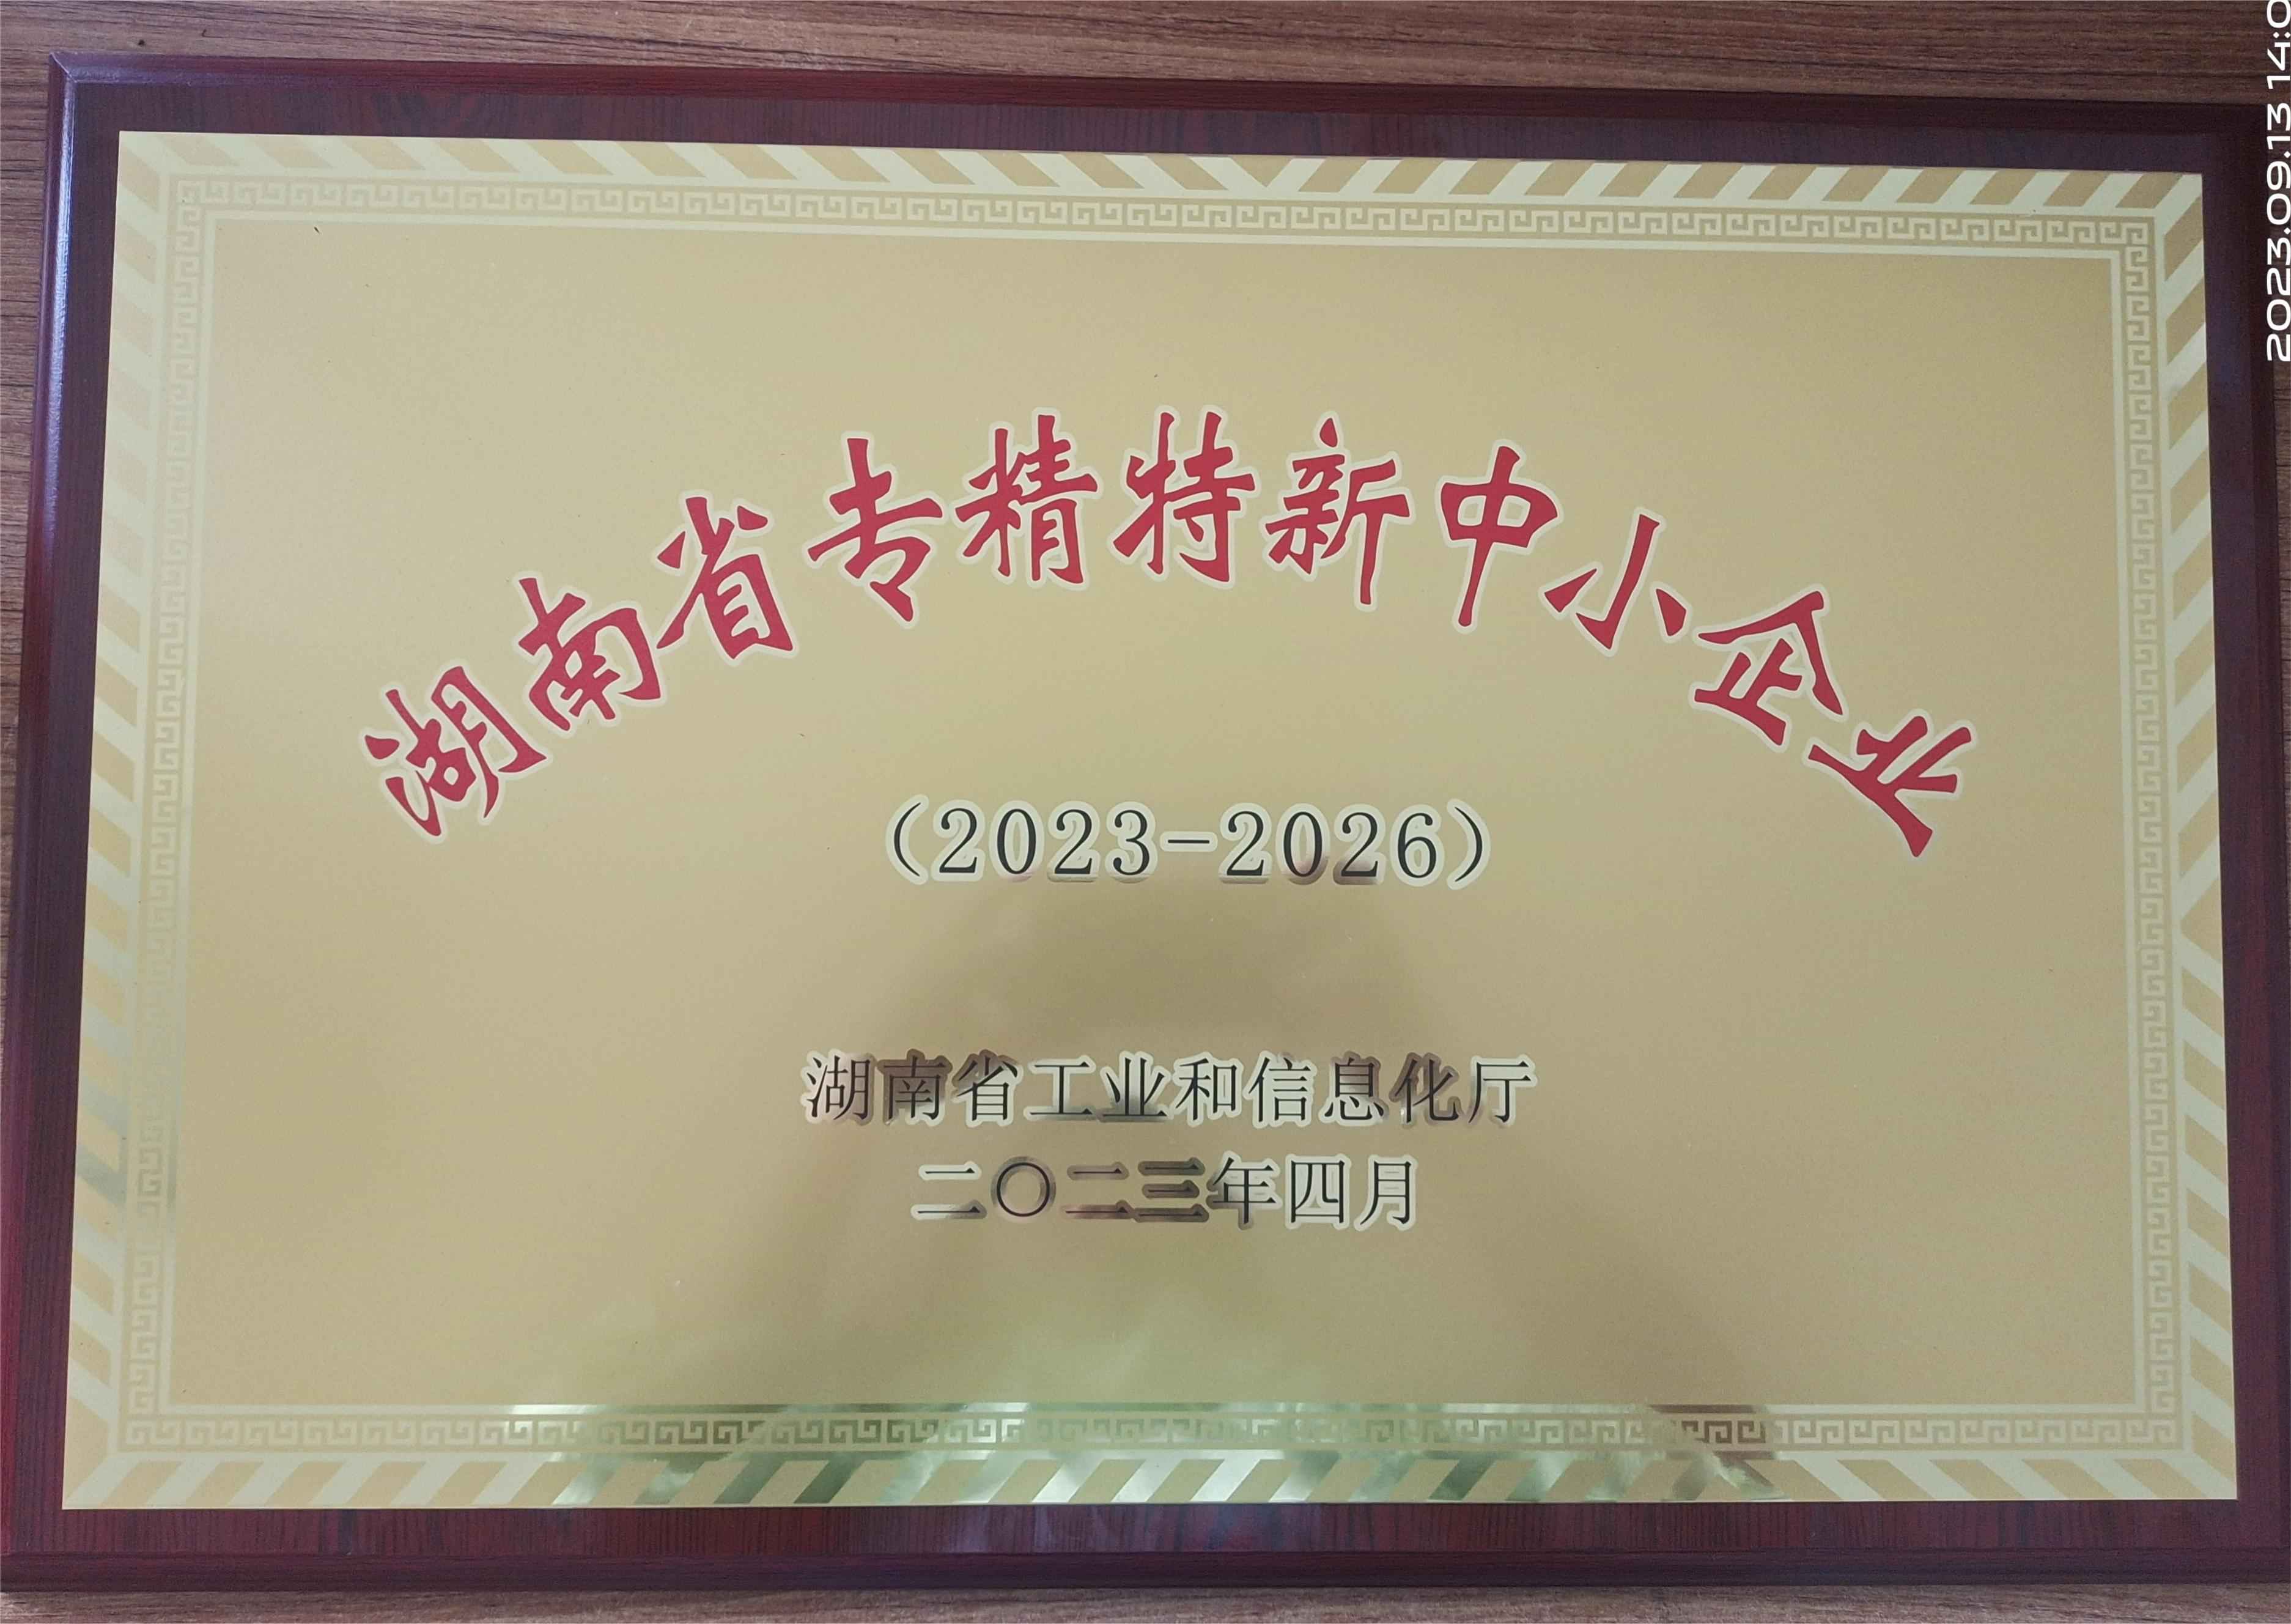 湖南省专精特新中小企业
（2023-2026）
湖南省工业和信息化厅
二〇二三年四月
2023.09.13 14:0